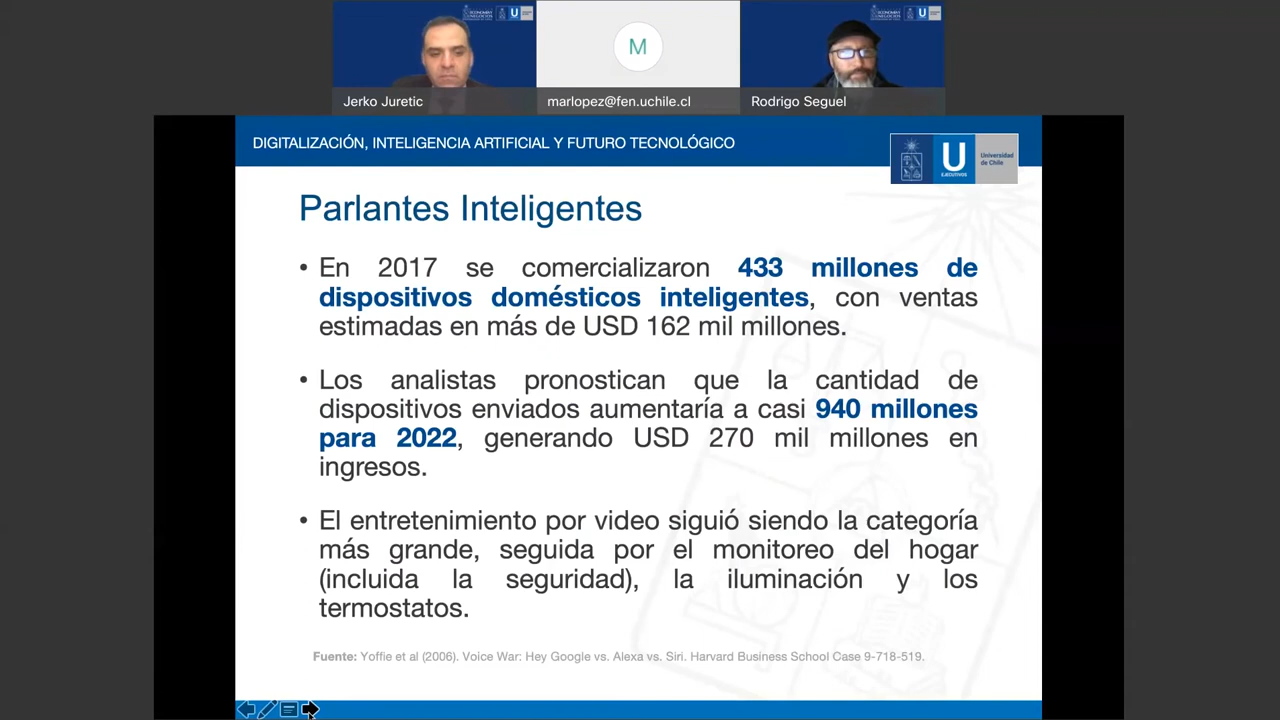 Jerko Juretic
M
marlopez@fen.uchile.cl
Rodrigo Seguel
DIGITALIZACIÓN, INTELIGENCIA ARTIFICIAL Y FUTURO TECNOLÓGICO
U
EJECUTIVOS
Universidad
de Chile
Parlantes Inteligentes
• En 2017 se comercializaron 433 millones de
dispositivos domésticos inteligentes, con ventas
estimadas en más de USD 162 mil millones.
• Los analistas pronostican que la cantidad de
dispositivos enviados aumentaría a casi 940 millones
para 2022, generando USD 270 mil millones en
ingresos.
• El entretenimiento por video siguió siendo la categoría
más grande, seguida por el monitoreo del hogar
(incluida la seguridad), la iluminación y los
termostatos.
Fuente: Yoffie et al (2006). Voice War: Hey Google vs. Alexa vs. Siri. Harvard Business School Case 9-718-519.